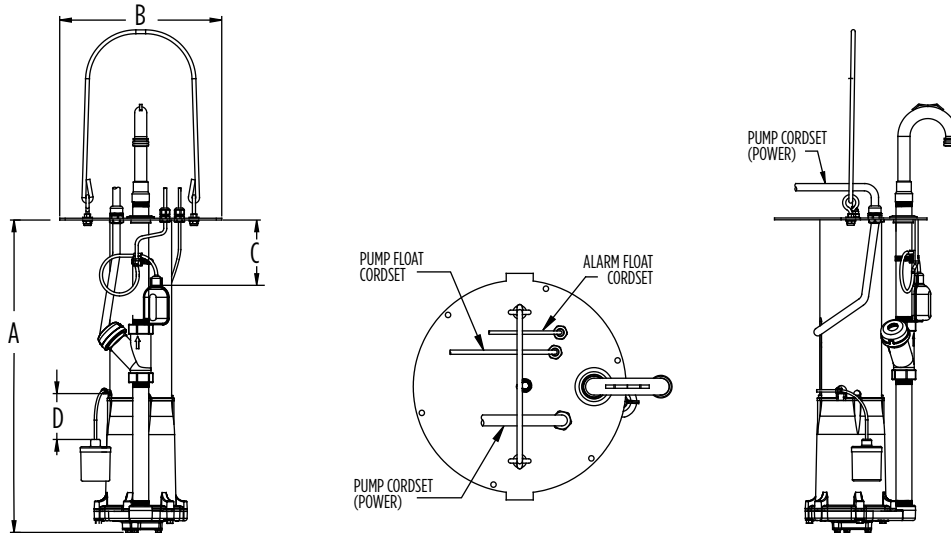 B
PUMP CORDSET
(POWER)
C
PUMP FLOAT
CORDSET
ALARM FLOAT
CORDSET
A
D
PUMP CORDSET
(POWER)